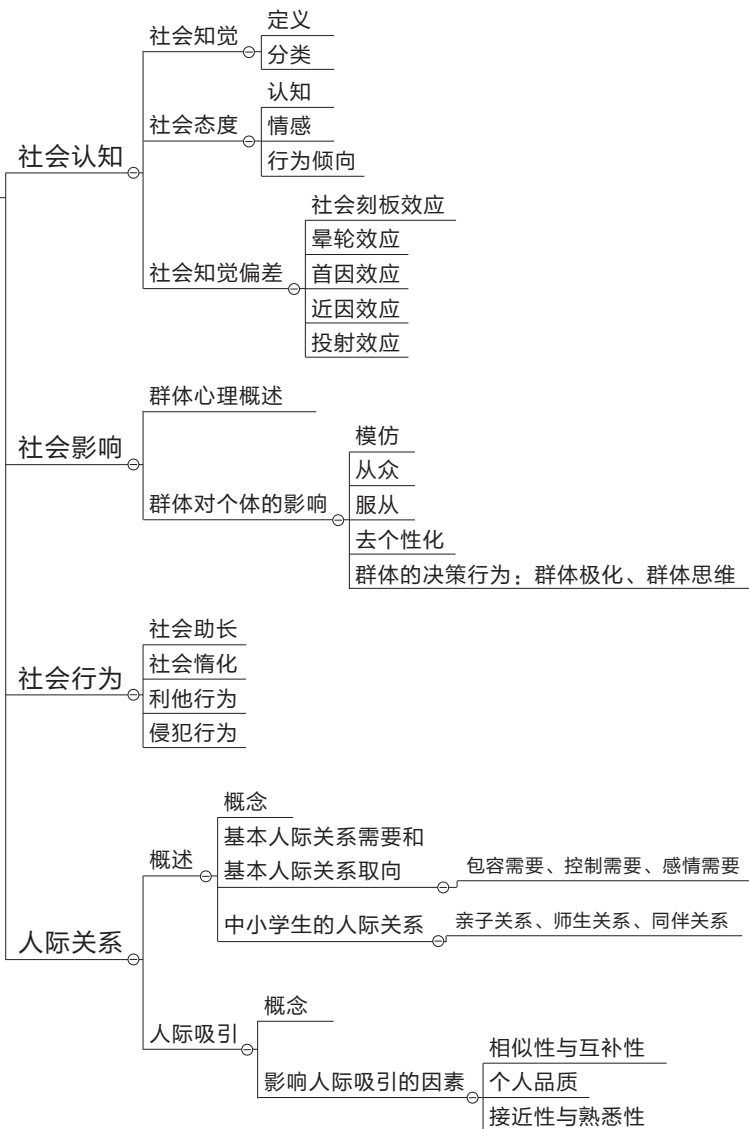 社会认知
社会知觉
定义
分类
社会态度
认知
情感
行为倾向
社会知觉偏差
社会刻板效应
晕轮效应
首因效应
近因效应
投射效应
社会影响
群体心理概述
群体对个体的影响
模仿
从众
服从
去个性化
群体的决策行为：群体极化、群体思维
社会行为
社会助长
社会惰化
利他行为
侵犯行为
人际关系
概述
概念
基本人际关系需要和
基本人际关系取向
包容需要、控制需要、感情需要
中小学生的人际关系
亲子关系、师生关系、同伴关系
人际吸引
概念
影响人际吸引的因素
相似性与互补性
个人品质
接近性与熟悉性